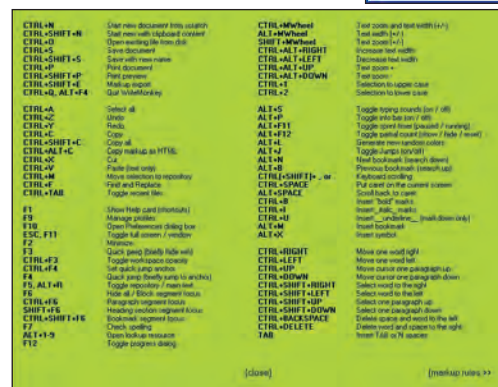 CTRL+N Start new document from scratch
CTRL+SHIFT+N Start new with clipboard content
CTRL+O Open existing file from disk
CTRL+S Save document
CTRL+SHIFT+S Save with new name
CTRL+P Print document
CTRL+SHIFT+P Print preview
CTRL+SHIFT+E Markup export
CTRL+Q, ALT+F4 Quit WriteMonkey
CTRL+A Select all
CTRL+Z Undo
CTRL+Y Redo
CTRL+C Copy
CTRL+SHIFT+C Copy all
CTRL+ALT+C Copy markup as HTML
CTRL+X Cut
CTRL+V Paste (text only)
CTRL+M Move selection to repository
CTRL+F Find and Replace
CTRL+TAB Toggle recent files
F1 Show Help card (shortcuts)
F9 Manage profiles
F10 Open Preferences dialog box
ESC, F11 Toggle full screen / window
F2 Minimize
F3 Quick peep (briefly hide win)
CTRL+F3 Toggle workspace opacity
CTRL+F4 Set quick jump anchor
F4 Quick jump (briefly jump to anchor)
F5, ALT+R Toggle repository / main text
F6 Hide all / Block segment focus
CTRL+F6 Paragraph segment focus
SHIFT+F6 Heading section segment focus
CTRL+SHIFT+F6 Bookmark segment focus
F7 Check spelling
ALT+1-9 Open lookup resource
F12 Toggle progress dialog
CTRL+MWheel Text zoom and text width (+/-)
ALT+MWheel Text width (+/-)
SHIFT+MWheel Text zoom (+/-)
CTRL+ALT+RIGHT Increase text width
CTRL+ALT+LEFT Decrease text width
CTRL+ALT+UP Text zoom +
CTRL+ALT+DOWN Text zoom -
CTRL+1 Selection to upper case
CTRL+2 Selection to lower case
ALT+S Toggle typing sounds (on / off)
ALT+P Toggle info bar (on / off)
ALT+F11 Toggle sprint timer (paused / running)
ALT+F12 Toggle partial count (show / hide / reset)
ALT+L Generate new random colors
ALT+J Toggle Jumps (on/off)
ALT+N Next bookmark (search down)
ALT+B Previous bookmark (search up)
CTRL[+SHIFT]+ , or . Keyboard scrolling
CTRL+SPACE Put caret on the current screen
ALT+SPACE Scroll back to caret
CTRL+B Insert *bold* marks
CTRL+I Insert _italic_ marks
CTRL+U Insert __underline__ (markdown only)
ALT+M Insert bookmark
ALT+X Insert symbol
CTRL+RIGHT Move one word right
CTRL+LEFT Move one word left
CTRL+UP Move cursor one paragraph up
CTRL+DOWN Move cursor one paragraph down
CTRL+SHIFT+RIGHT Select word to the right
CTRL+SHIFT+LEFT Select word to the left
CTRL+SHIFT+UP Select one paragraph up
CTRL+SHIFT+DOWN Select one paragraph down
CTRL+BACKSPACE Delete space and word to the left
CTRL+DELETE Delete word and space to the right
TAB Insert TAB or N spaces
(close)
(markup rules >>